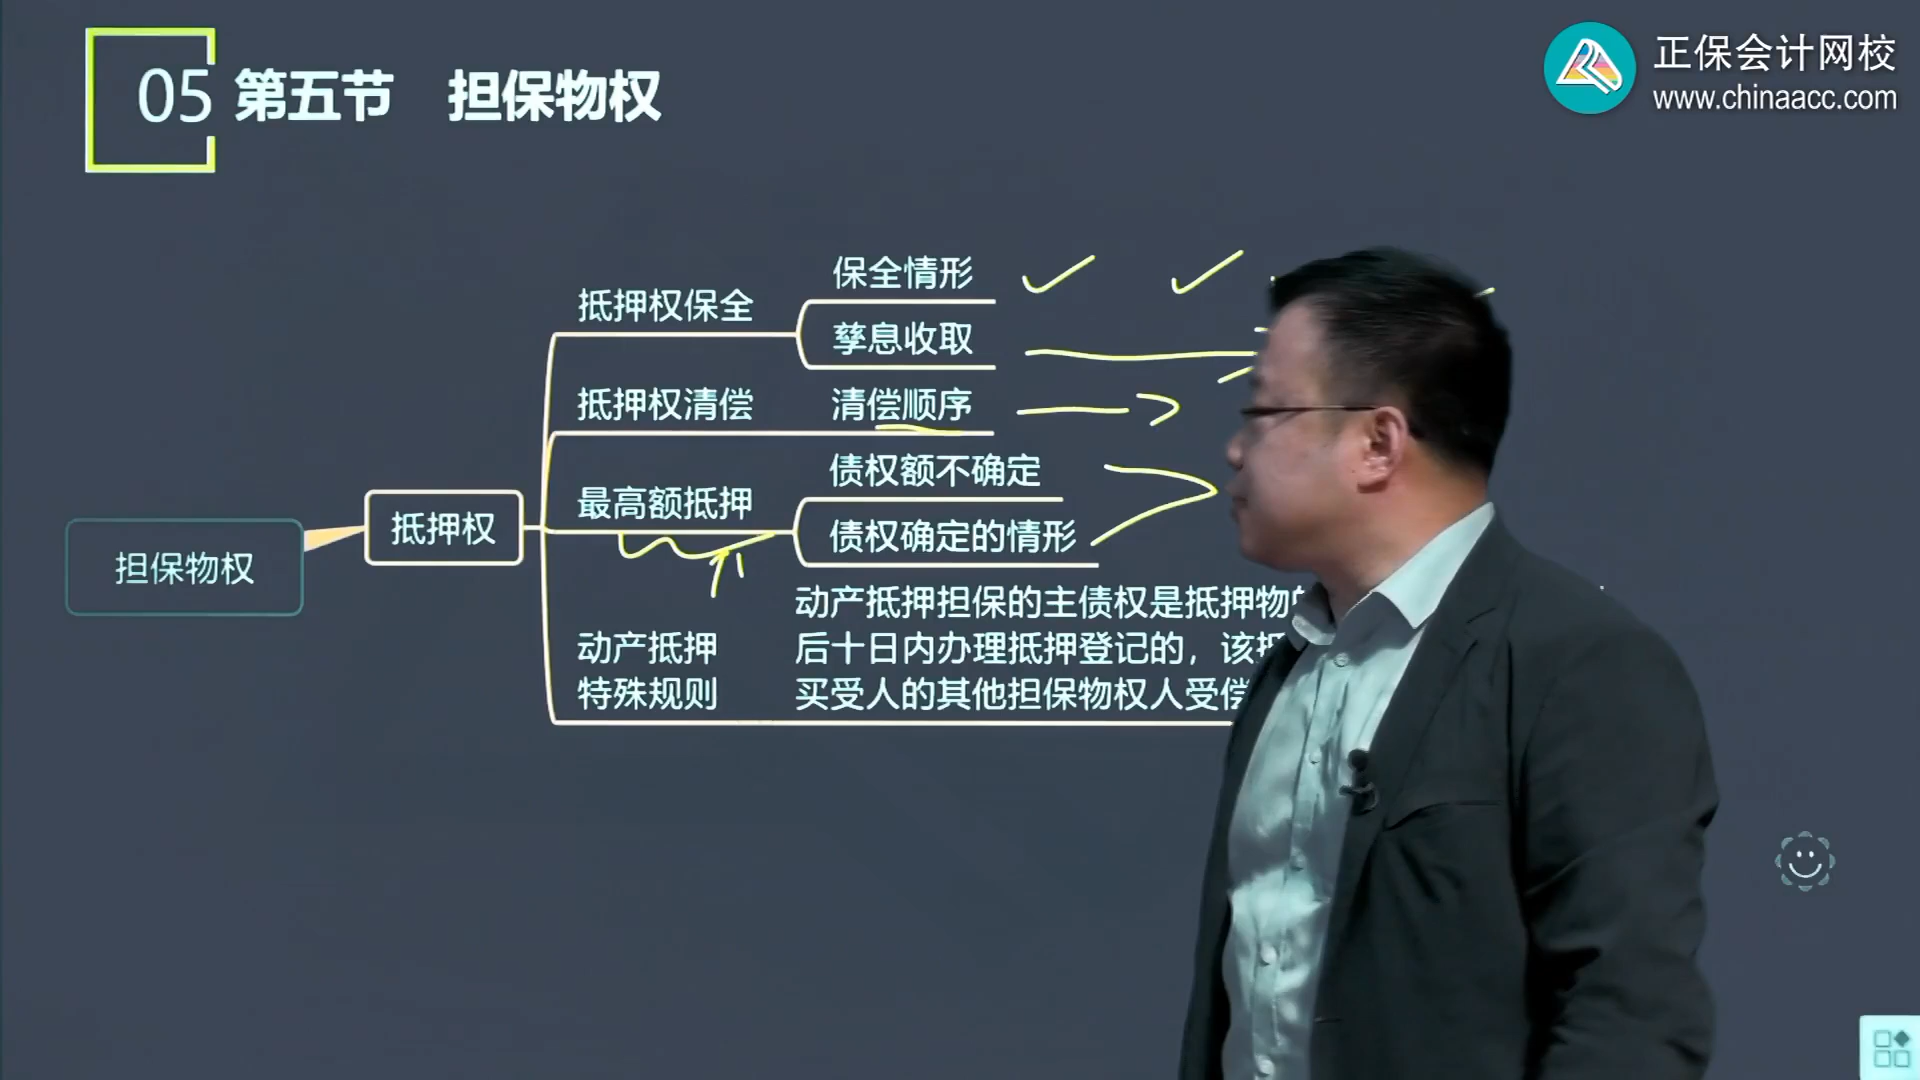 05 第五节 担保物权
正保会计网校
www.chinaacc.com
担保物权
抵押权
抵押权保全
保全情形
孳息收取
抵押权清偿
清偿顺序
最高额抵押
债权额不确定
债权确定的情形
动产抵押
特殊规则
动产抵押担保的主债权是抵押物
后十日内办理抵押登记的，该抵
买受人的其他担保物权人受偿